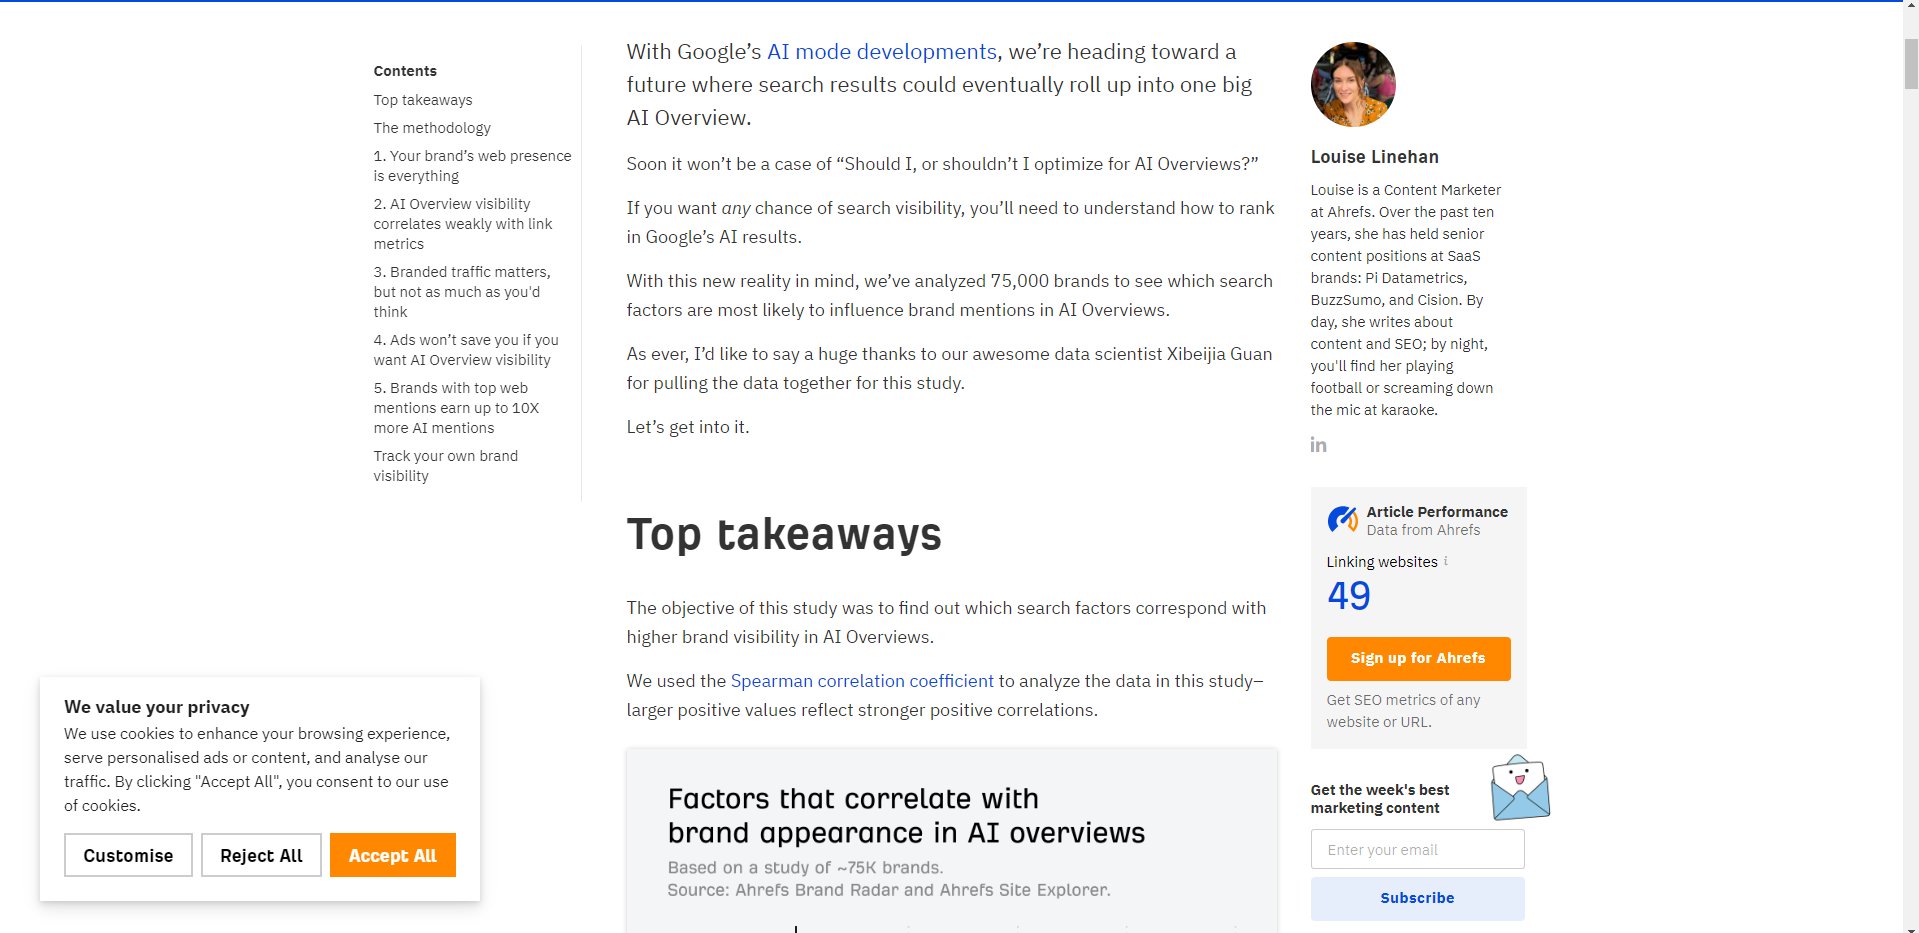 Contents
Top takeaways
The methodology
1. Your brand’s web presence
is everything
2. AI Overview visibility
correlates weakly with link
metrics
3. Branded traffic matters,
but not as much as you'd
think
4. Ads won’t save you if you
want AI Overview visibility
5. Brands with top web
mentions earn up to 10X
more AI mentions
Track your own brand
visibility
With Google’s AI mode developments, we’re heading toward a
future where search results could eventually roll up into one big
AI Overview.
Soon it won’t be a case of “Should I, or shouldn’t I optimize for AI Overviews?”
If you want any chance of search visibility, you’ll need to understand how to rank
in Google’s AI results.
With this new reality in mind, we’ve analyzed 75,000 brands to see which search
factors are most likely to influence brand mentions in AI Overviews.
As ever, I’d like to say a huge thanks to our awesome data scientist Xibeijia Guan
for pulling the data together for this study.
Let’s get into it.
Top takeaways
The objective of this study was to find out which search factors correspond with
higher brand visibility in AI Overviews.
We used the Spearman correlation coefficient to analyze the data in this study–
larger positive values reflect stronger positive correlations.
Factors that correlate with
brand appearance in AI overviews
Based on a study of ~75K brands.
Source: Ahrefs Brand Radar and Ahrefs Site Explorer.
Louise Linehan
Louise is a Content Marketer
at Ahrefs. Over the past ten
years, she has held senior
content positions at SaaS
brands: Pi Datametrics,
BuzzSumo, and Cision. By
day, she writes about
content and SEO; by night,
you'll find her playing
football or screaming down
the mic at karaoke.
in
Article Performance
Data from Ahrefs
Linking websites i
49
Sign up for Ahrefs
Get SEO metrics of any
website or URL.
Get the week's best
marketing content
Enter your email
Subscribe
We value your privacy
We use cookies to enhance your browsing experience,
serve personalised ads or content, and analyse our
traffic. By clicking "Accept All", you consent to our use
of cookies.
Customise
Reject All
Accept All